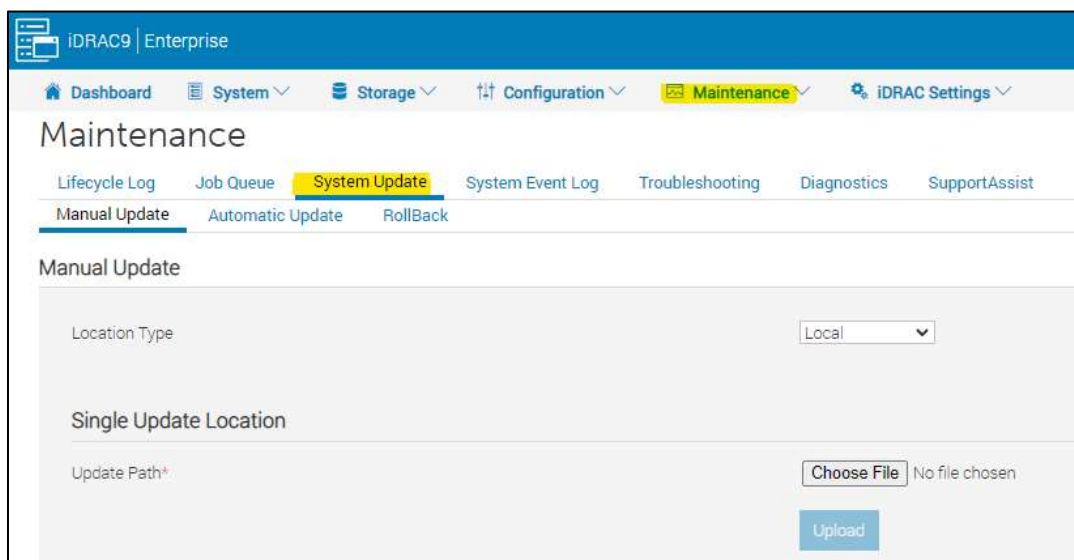 iDRAC9 | Enterprise
Dashboard System Storage Configuration Maintenance iDRAC Settings
Maintenance
Lifecycle Log Job Queue System Update System Event Log Troubleshooting Diagnostics SupportAssist
Manual Update Automatic Update RollBack
Manual Update
Location Type Local
Single Update Location
Update Path* Choose File No file chosen
Upload